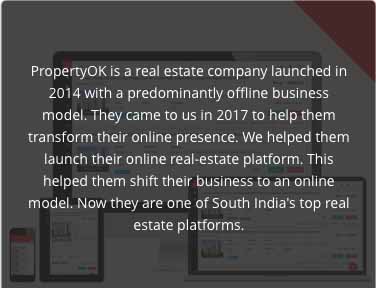 PropertyOK is a real estate company launched in
2014 with a predominantly offline business
model. They came to us in 2017 to help them
transform their online presence. We helped them
launch their online real-estate platform. This
helped them shift their business to an online
model. Now they are one of South India's top real
estate platforms.